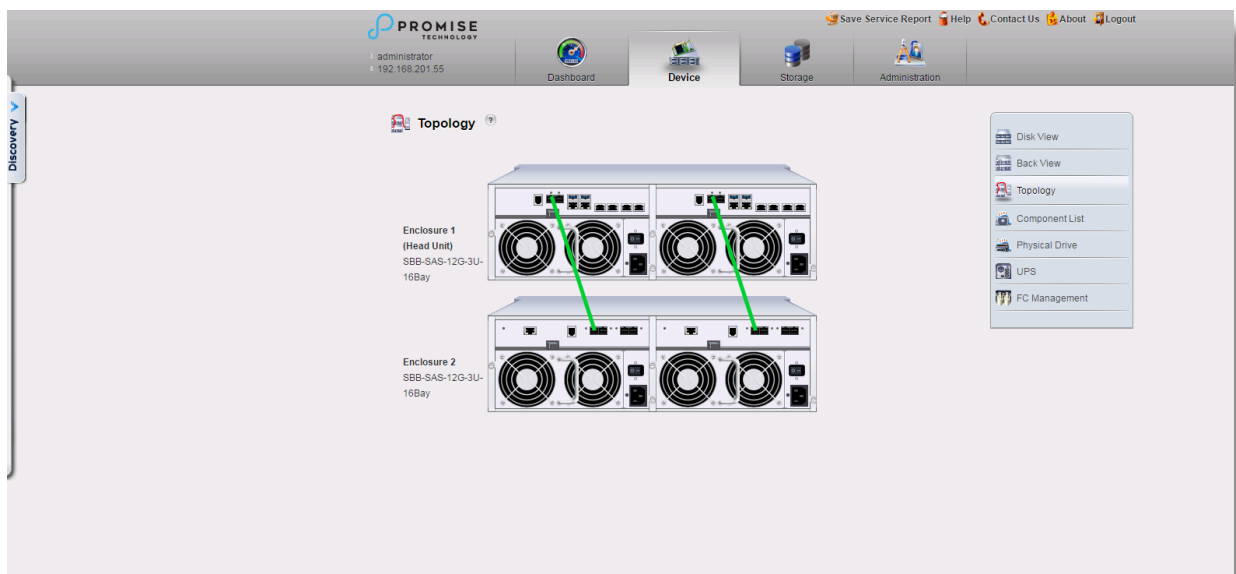 Save Service Report Help Contact Us About Logout
PROMISE
TECHNOLOGY
administrator
192.168.201.55
Dashboard
Device
Storage
Administration
Discovery
Topology ?
Enclosure 1
(Head Unit)
SBB-SAS-12G-3U-
16Bay
Enclosure 2
SBB-SAS-12G-3U-
16Bay
Disk View
Back View
Topology
Component List
Physical Drive
UPS
FC Management